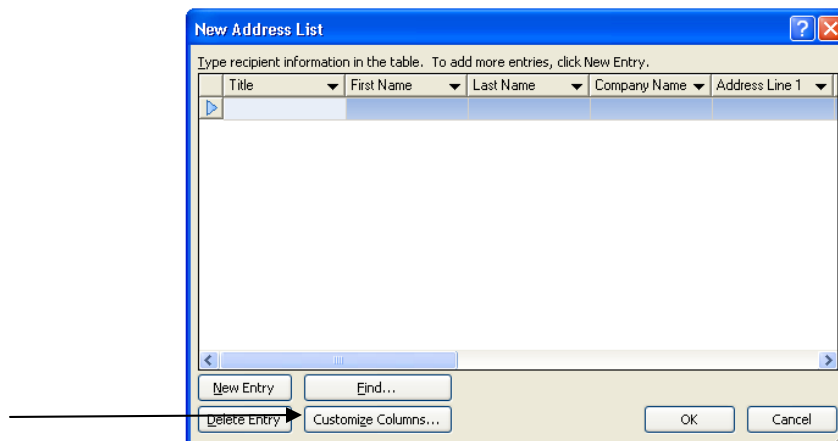 New Address List
Type recipient information in the table. To add more entries, click New Entry.
Title First Name Last Name Company Name Address Line 1
New Entry Find...
Delete Entry Customize Columns... OK Cancel